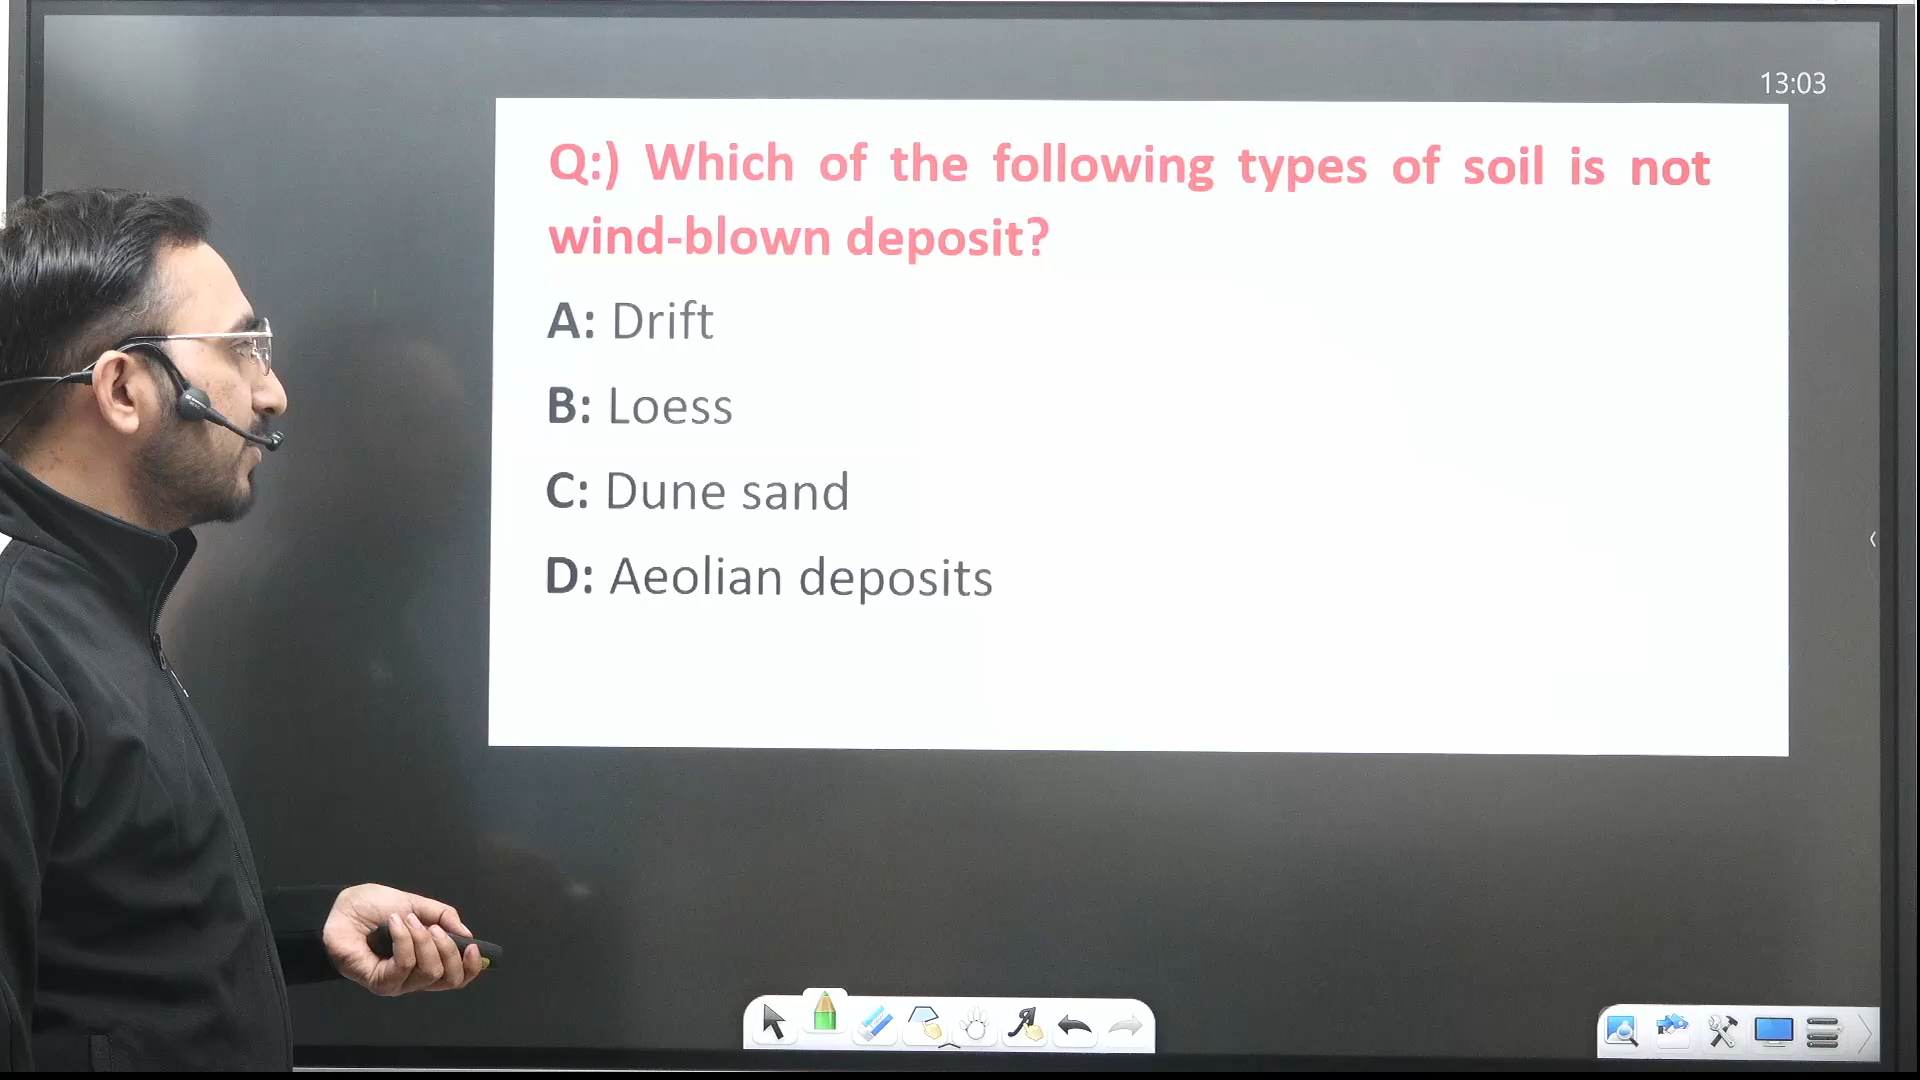 13:03
Q:) Which of the following types of soil is not
wind-blown deposit?
A: Drift
B: Loess
C: Dune sand
D: Aeolian deposits